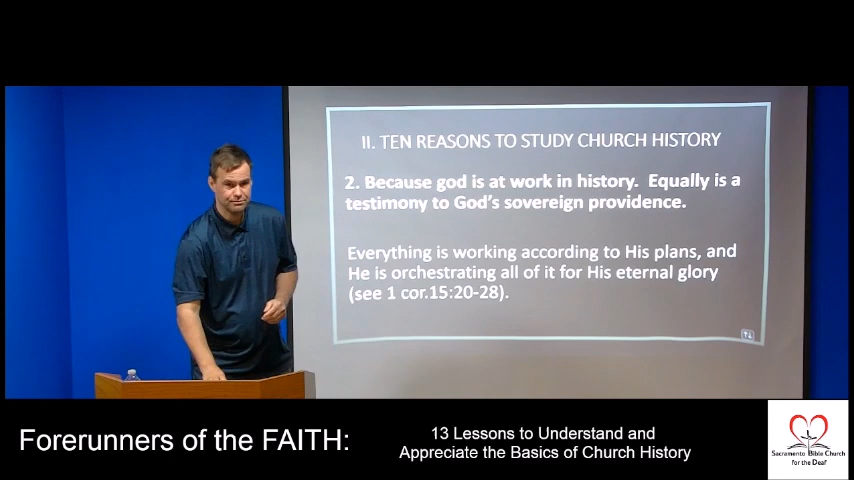 II. TEN REASONS TO STUDY CHURCH HISTORY
2. Because god is at work in history. Equally is a
testimony to God's sovereign providence.
Everything is working according to His plans, and
He is orchestrating all of it for His eternal glory
(see 1 cor.15:20-28).
Forerunners of the FAITH:
13 Lessons to Understand and
Appreciate the Basics of Church History
Sacramento Bible Church
for the Deaf